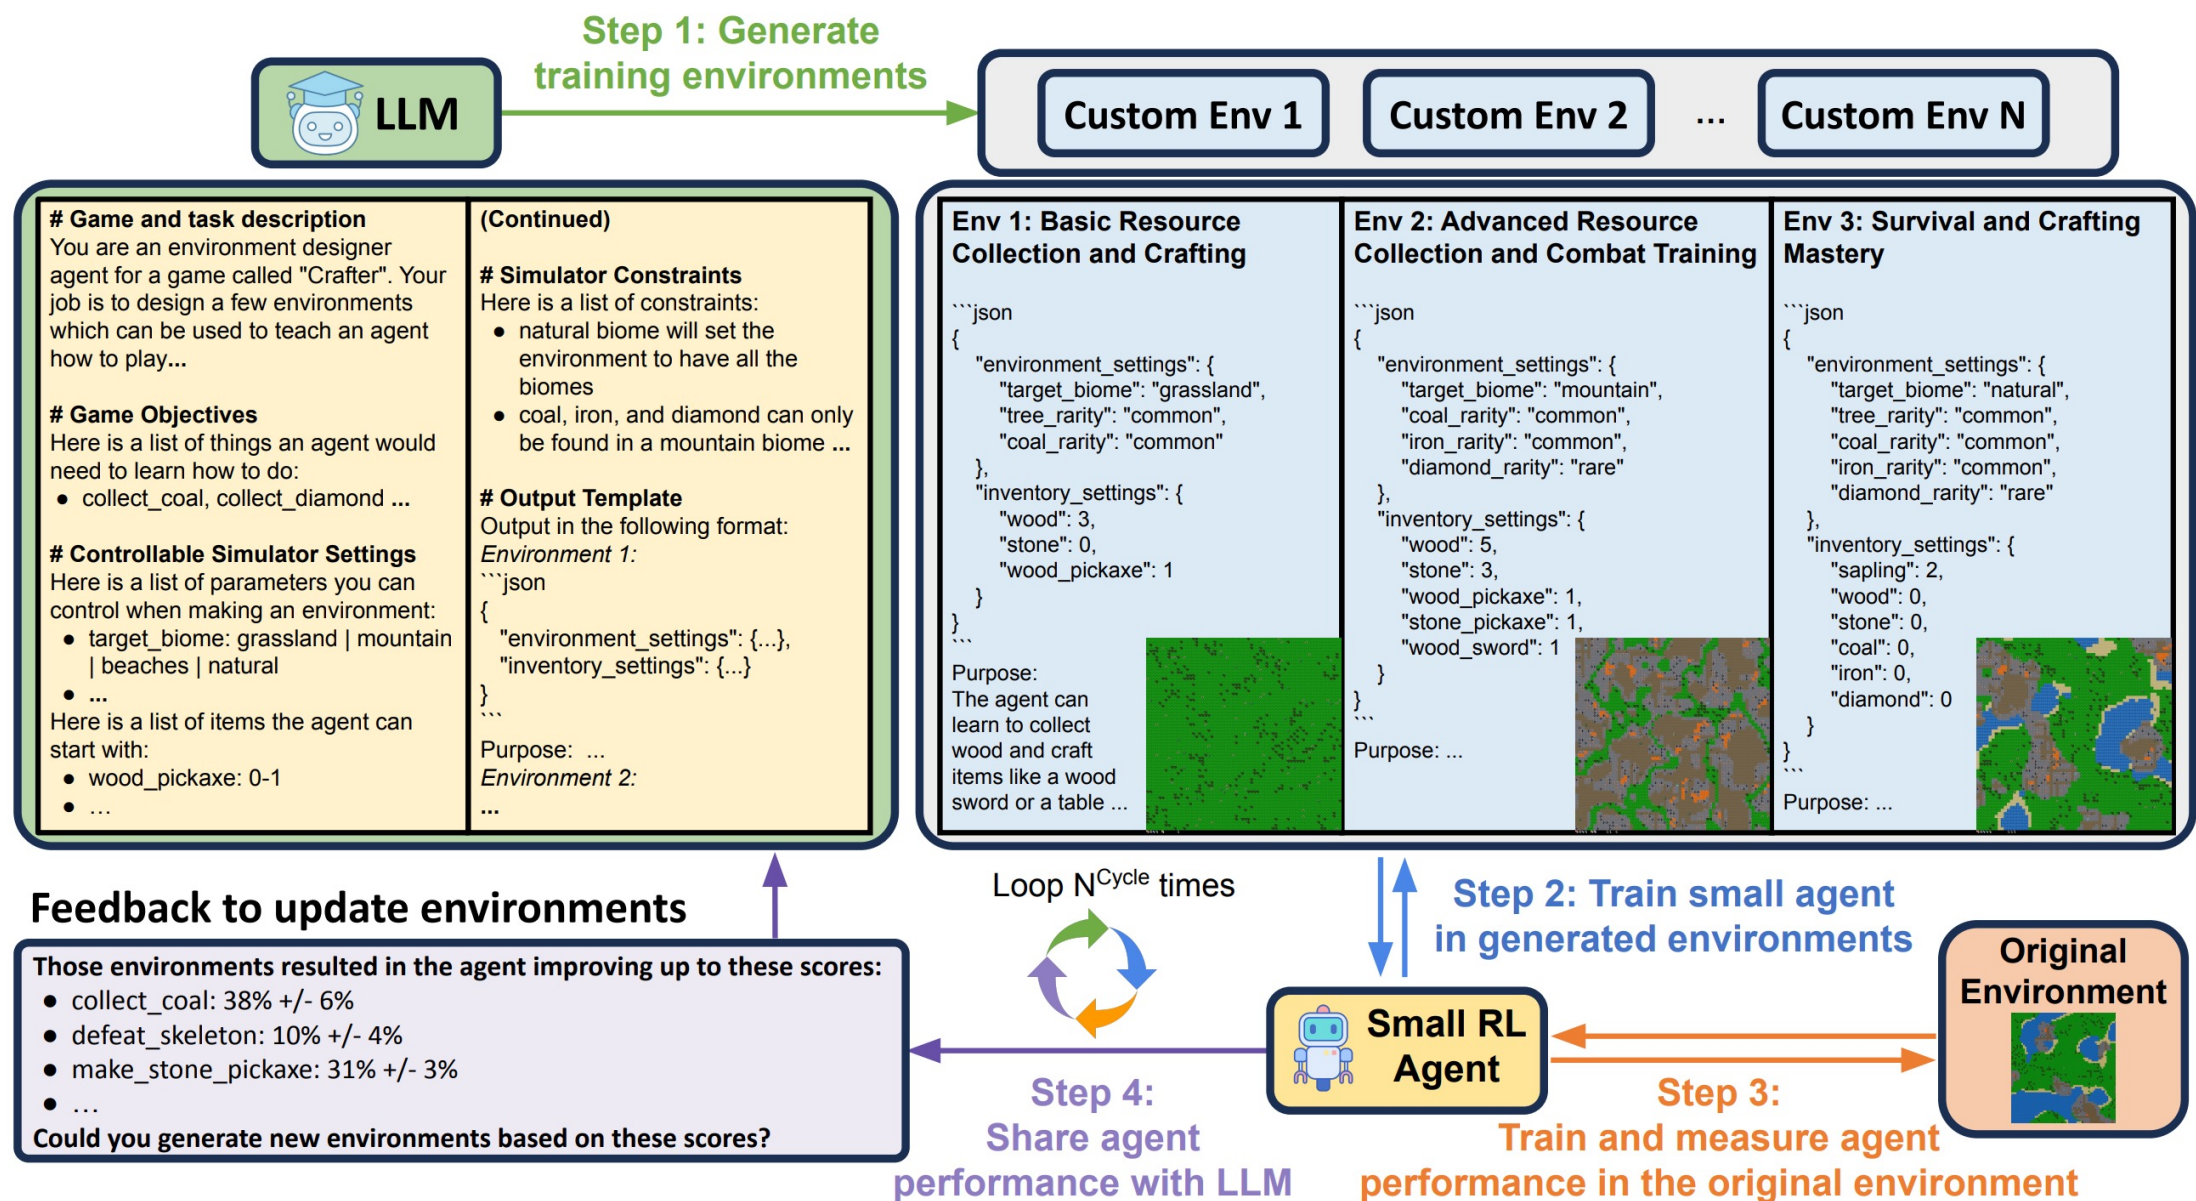 Step 1: Generate
training environments
LLM
Custom Env 1
Custom Env 2
...
Custom Env N
# Game and task description
You are an environment designer
agent for a game called "Crafter". Your
job is to design a few environments
which can be used to teach an agent
how to play...
# Game Objectives
Here is a list of things an agent would
need to learn how to do:
● collect_coal, collect_diamond ...
# Controllable Simulator Settings
Here is a list of parameters you can
control when making an environment:
● target_biome: grassland | mountain
| beaches | natural
● ...
Here is a list of items the agent can
start with:
● wood_pickaxe: 0-1
● ...
(Continued)
# Simulator Constraints
Here is a list of constraints:
● natural biome will set the
environment to have all the
biomes
● coal, iron, and diamond can only
be found in a mountain biome ...
# Output Template
Output in the following format:
Environment 1:
```json
{
"environment_settings": {...},
"inventory_settings": {...}
}
```
Purpose: ...
Environment 2:
...
Env 1: Basic Resource
Collection and Crafting
```json
{
"environment_settings": {
"target_biome": "grassland",
"tree_rarity": "common",
"coal_rarity": "common"
},
"inventory_settings": {
"wood": 3,
"stone": 0,
"wood_pickaxe": 1
}
}
```
Purpose:
The agent can
learn to collect
wood and craft
items like a wood
sword or a table ...
Env 2: Advanced Resource
Collection and Combat Training
```json
{
"environment_settings": {
"target_biome": "mountain",
"coal_rarity": "common",
"iron_rarity": "common",
"diamond_rarity": "rare"
},
"inventory_settings": {
"wood": 5,
"stone": 3,
"wood_pickaxe": 1,
"stone_pickaxe": 1,
"wood_sword": 1
}
}
```
Purpose: ...
Env 3: Survival and Crafting
Mastery
```json
{
"environment_settings": {
"target_biome": "natural",
"tree_rarity": "common",
"coal_rarity": "common",
"iron_rarity": "common",
"diamond_rarity": "rare"
},
"inventory_settings": {
"sapling": 2,
"wood": 0,
"stone": 0,
"coal": 0,
"iron": 0,
"diamond": 0
}
}
```
Purpose: ...
Feedback to update environments
Those environments resulted in the agent improving up to these scores:
● collect_coal: 38% +/- 6%
● defeat_skeleton: 10% +/- 4%
● make_stone_pickaxe: 31% +/- 3%
● ...
Could you generate new environments based on these scores?
Loop N^Cycle times
Step 2: Train small agent
in generated environments
Small RL
Agent
Original
Environment
Step 4:
Share agent
performance with LLM
Step 3:
Train and measure agent
performance in the original environment